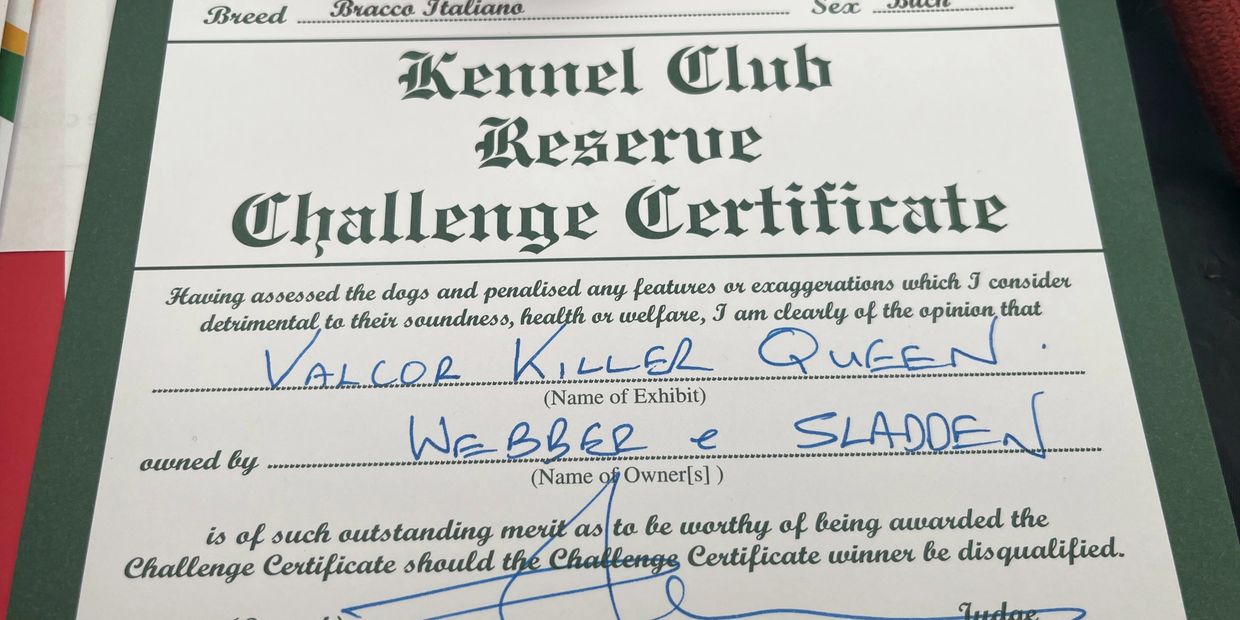 Breed Bracco Italiano Sex Bitch
Kennel Club
Reserve
Challenge Certificate
Having assessed the dogs and penalised any features or exaggerations which I consider
detrimental to their soundness, health or welfare, I am clearly of the opinion that
VALCOR KILLER QUEEN.
(Name of Exhibit)
owned by WEBBER e SLADDEN
(Name of Owner[s] )
is of such outstanding merit as to be worthy of being awarded the
Challenge Certificate should the Challenge Certificate winner be disqualified.
Judge